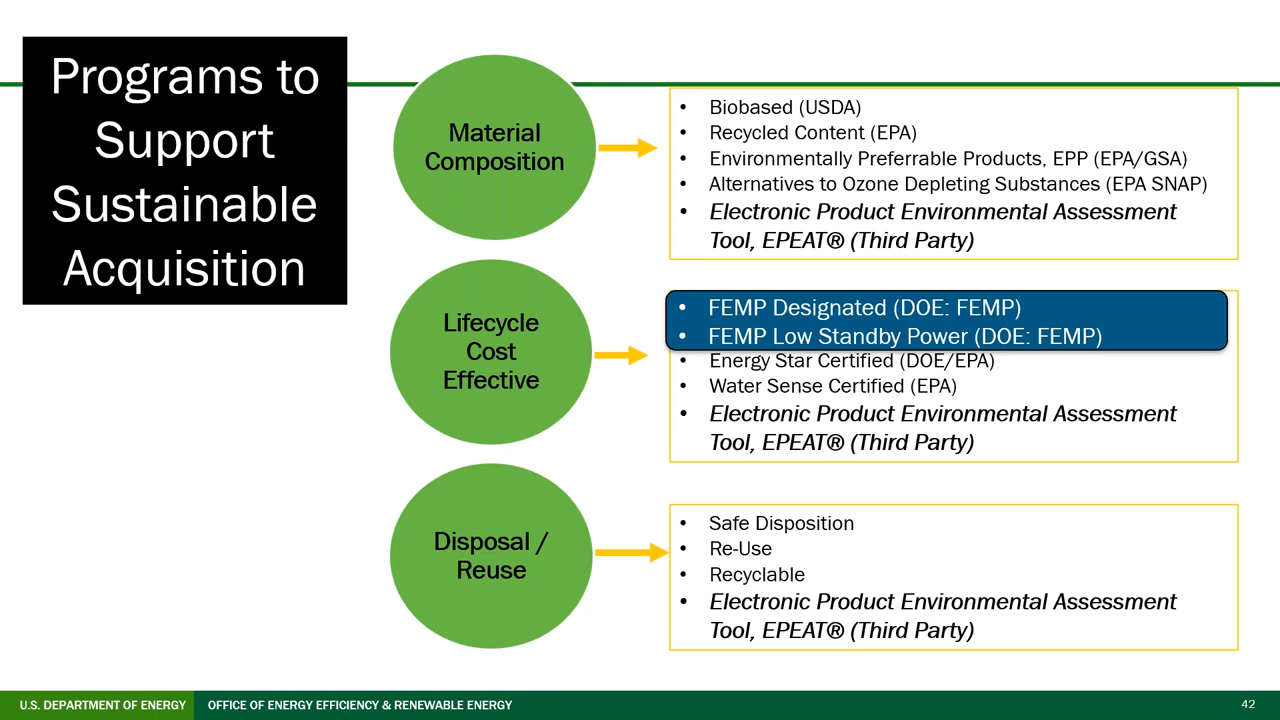 Programs to
Support
Sustainable
Acquisition
Material
Composition
• Biobased (USDA)
• Recycled Content (EPA)
• Environmentally Preferrable Products, EPP (EPA/GSA)
• Alternatives to Ozone Depleting Substances (EPA SNAP)
• Electronic Product Environmental Assessment
Tool, EPEAT® (Third Party)
Lifecycle
Cost
Effective
• FEMP Designated (DOE: FEMP)
• FEMP Low Standby Power (DOE: FEMP)
• Energy Star Certified (DOE/EPA)
• Water Sense Certified (EPA)
• Electronic Product Environmental Assessment
Tool, EPEAT® (Third Party)
Disposal /
Reuse
• Safe Disposition
• Re-Use
• Recyclable
• Electronic Product Environmental Assessment
Tool, EPEAT® (Third Party)
U.S. DEPARTMENT OF ENERGY OFFICE OF ENERGY EFFICIENCY & RENEWABLE ENERGY 42